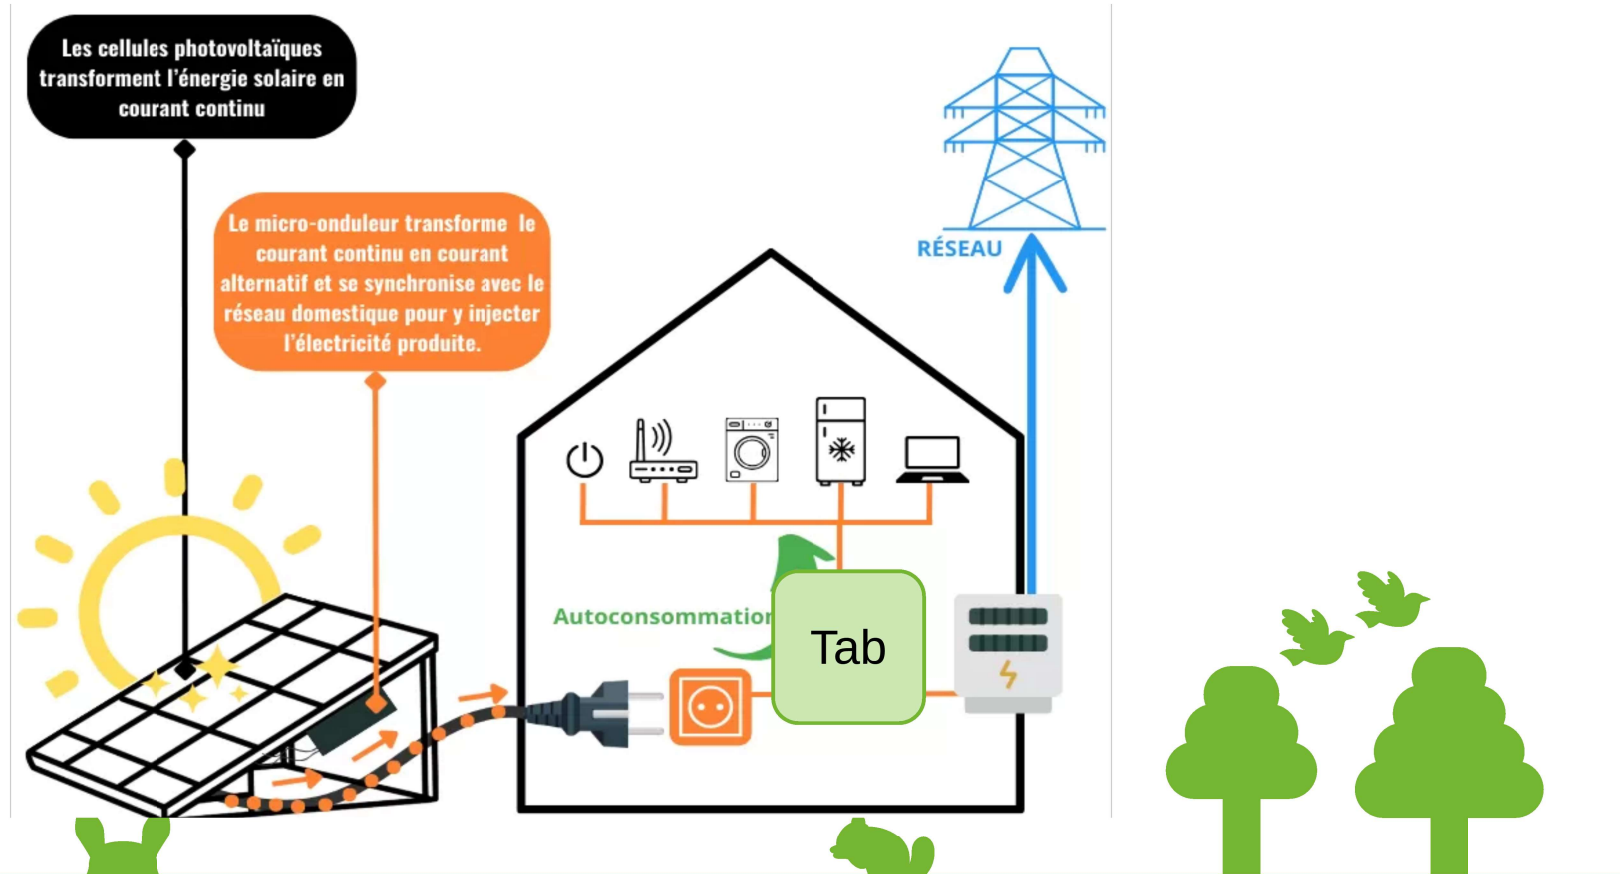 Les cellules photovoltaïques
transforment l'énergie solaire en
courant continu
Le micro-onduleur transforme le
courant continu en courant
alternatif et se synchronise avec le
réseau domestique pour y injecter
l'électricité produite.
RÉSEAU
Autoconsommation
Tab